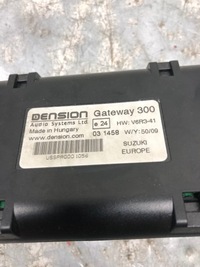 DENSION
Audio Systems Ltd.
Made in Hungary
Gateway 300
e 24
HW: V6R3-41
03 1458
W/Y: 50/09
SUZUKI
EUROPE
www.dension.com